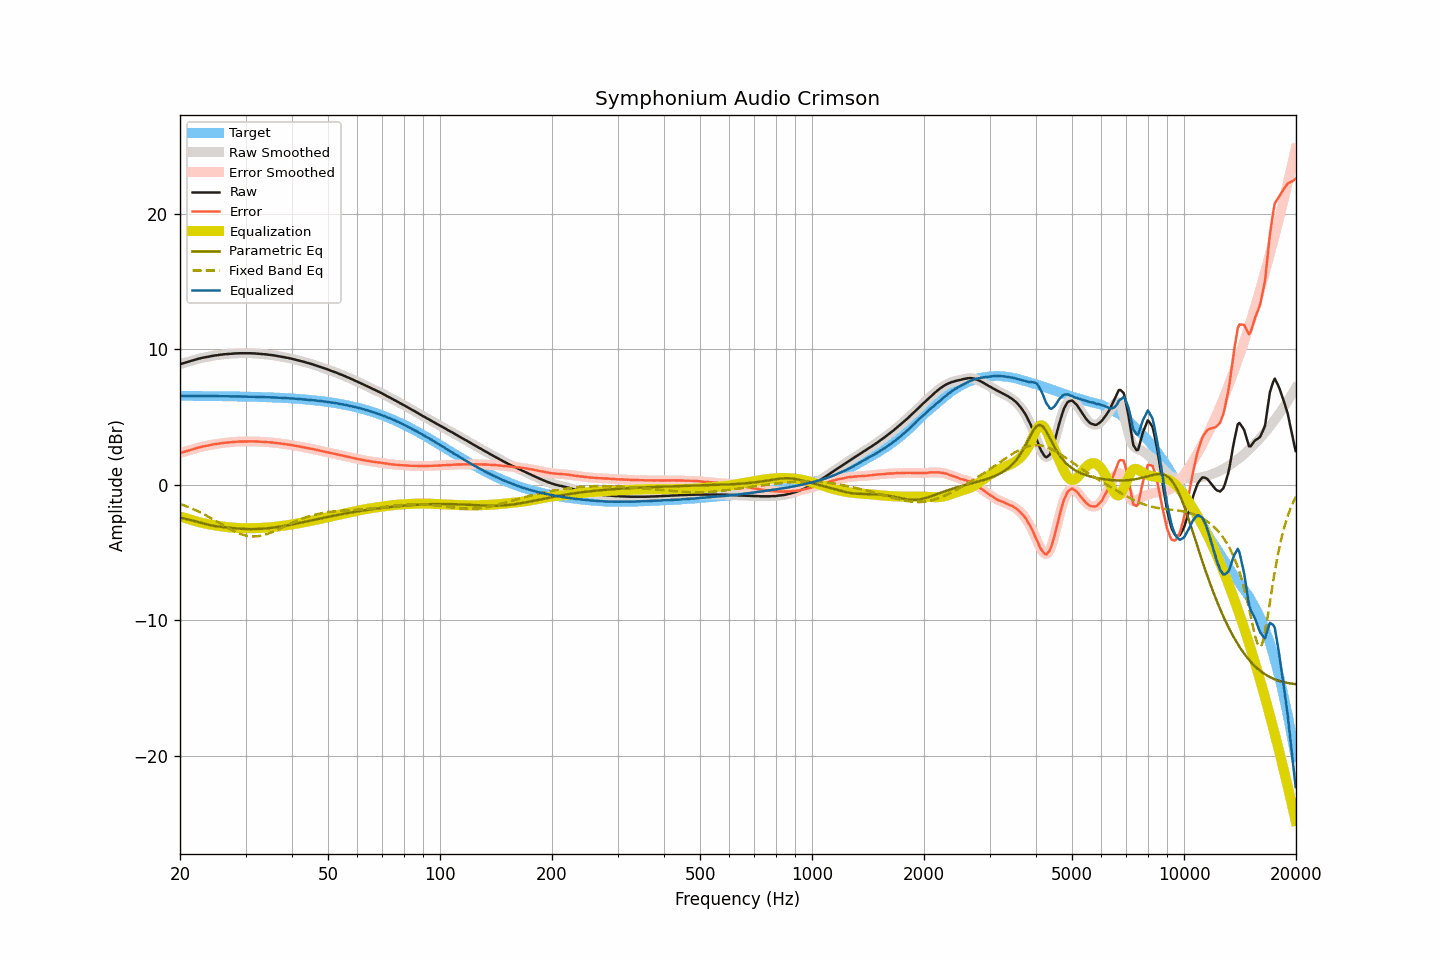 Symphonium Audio Crimson
Target
Raw Smoothed
Error Smoothed
Raw
Error
Equalization
Parametric Eq
Fixed Band Eq
Equalized
20
10
0
−10
−20
Amplitude (dBr)
20 50 100 200 500 1000 2000 5000 10000 20000
Frequency (Hz)